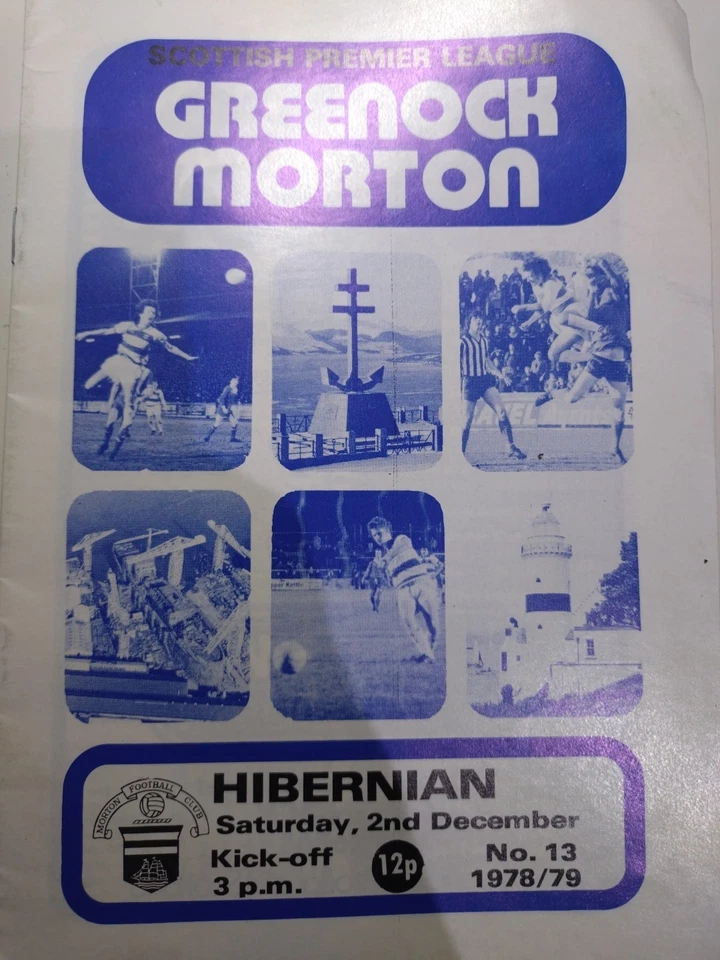 SCOTTISH PREMIER LEAGUE
GREENOCK
MORTON
HIBERNIAN
Saturday, 2nd December
Kick-off
3 p.m.
12p
No. 13
1978/79
MORTON FOOTBALL CLUB